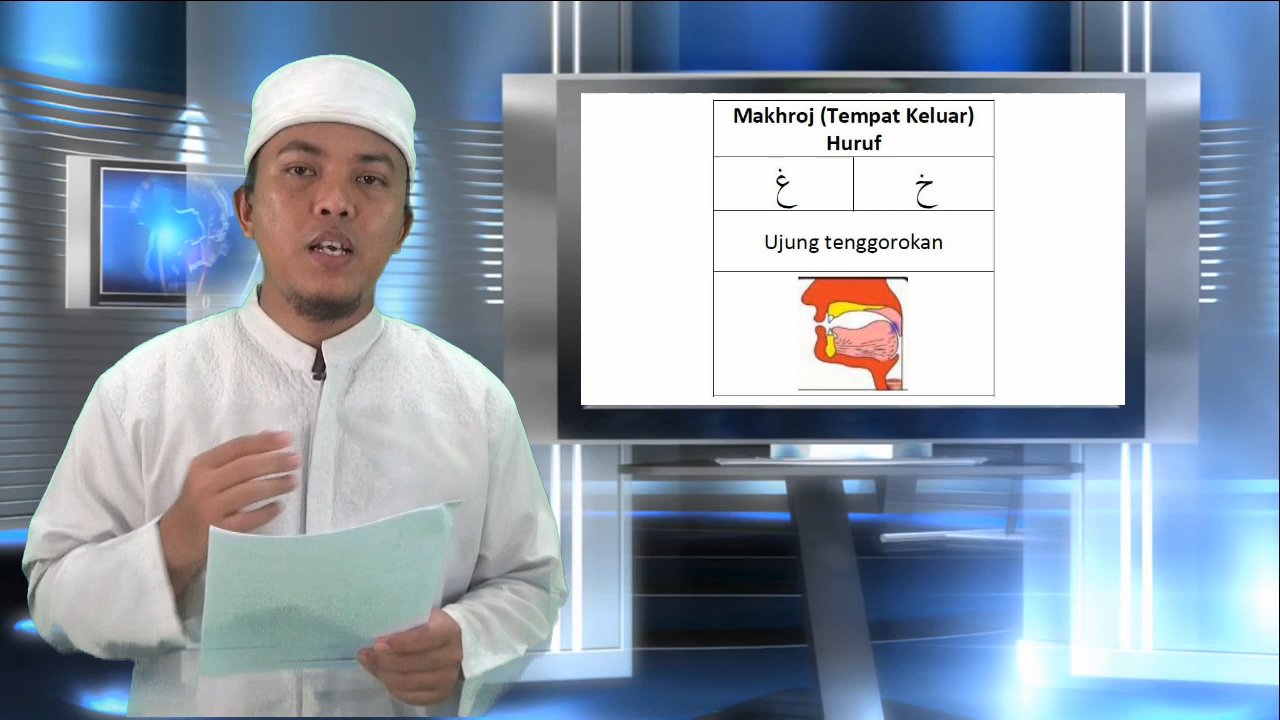 Makhroj (Tempat Keluar)
Huruf
غ خ
Ujung tenggorokan